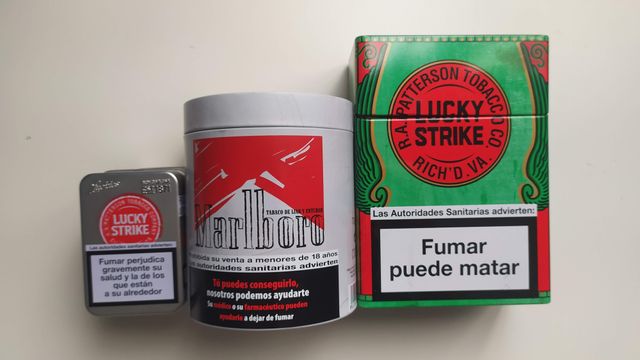 LUCKY
STRIKE
Las Autoridades Sanitarias advierten:
Fumar perjudica
gravemente su
salud y la de los
que están
a su alrededor
TABACO DE LIAR Y ENTUBAR
Marlboro
ohibida su venta a menores de 18 años
as autoridades sanitarias advierten
Tú puedes conseguirlo,
nosotros podemos ayudarte
Su médico o su farmacéutico pueden
ayudarle a dejar de fumar
R.A. PATTERSON TOBACCO CO.
LUCKY
STRIKE
RICH'D. VA.
Las Autoridades Sanitarias advierten:
Fumar
puede matar